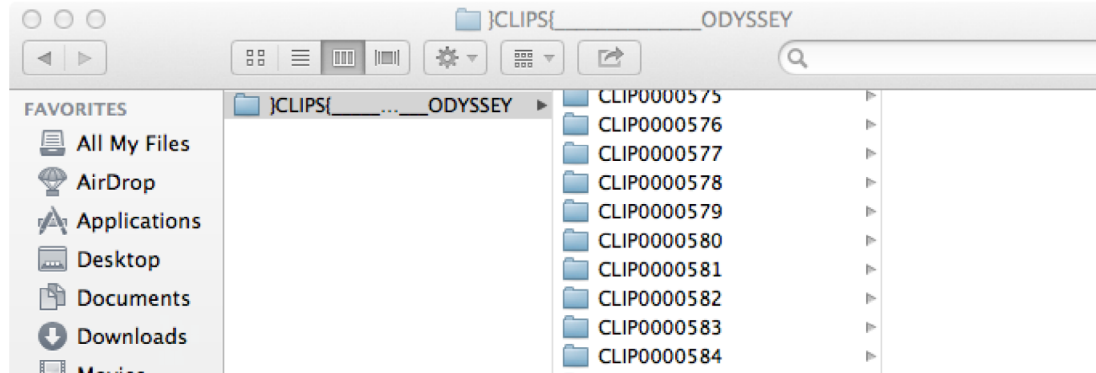 }CLIPS{______________ODYSSEY
FAVORITES
All My Files
AirDrop
Applications
Desktop
Documents
Downloads
Movies
}CLIPS{_____...___ODYSSEY
CLIP0000575
CLIP0000576
CLIP0000577
CLIP0000578
CLIP0000579
CLIP0000580
CLIP0000581
CLIP0000582
CLIP0000583
CLIP0000584